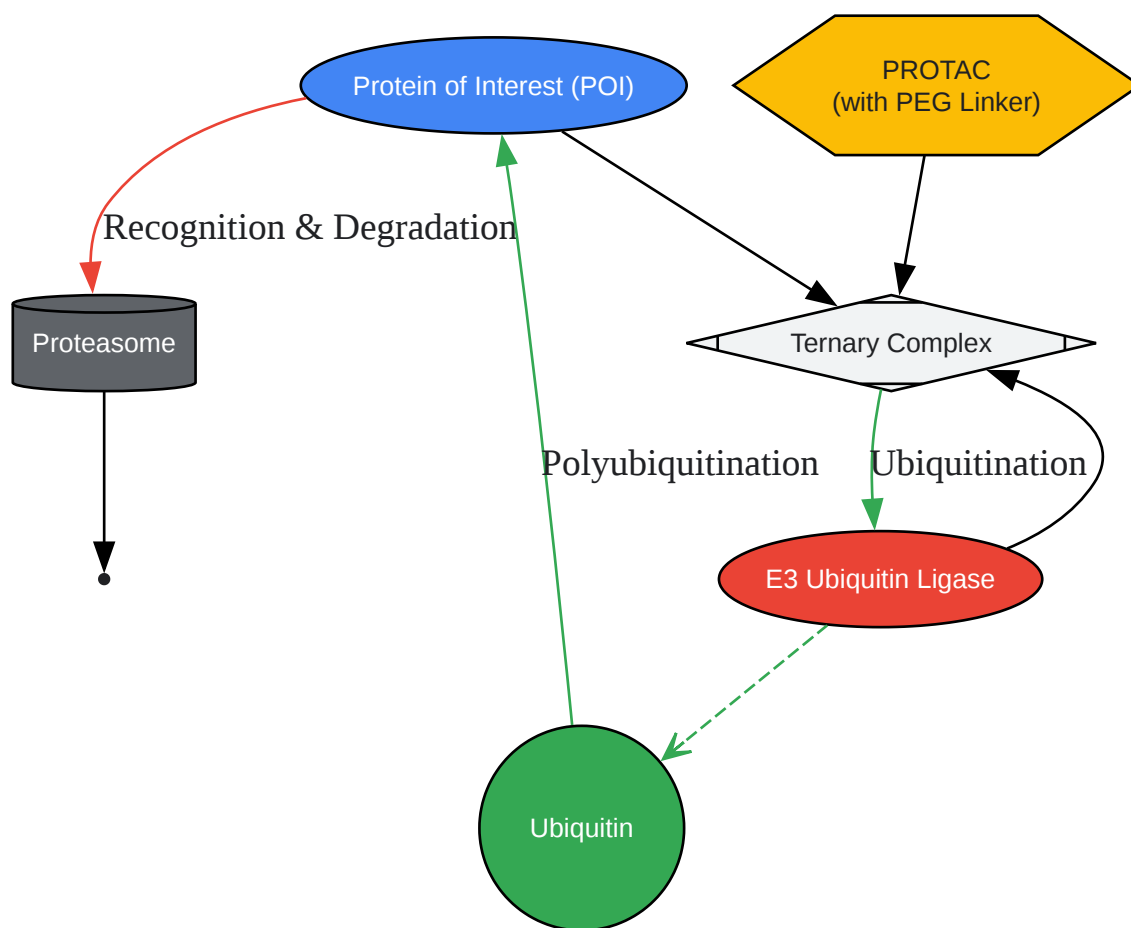 PROTAC
(with PEG Linker)
Protein of Interest (POI)
Recognition & Degradation
Proteasome
Ternary Complex
Polyubiquitination
Ubiquitination
E3 Ubiquitin Ligase
Ubiquitin